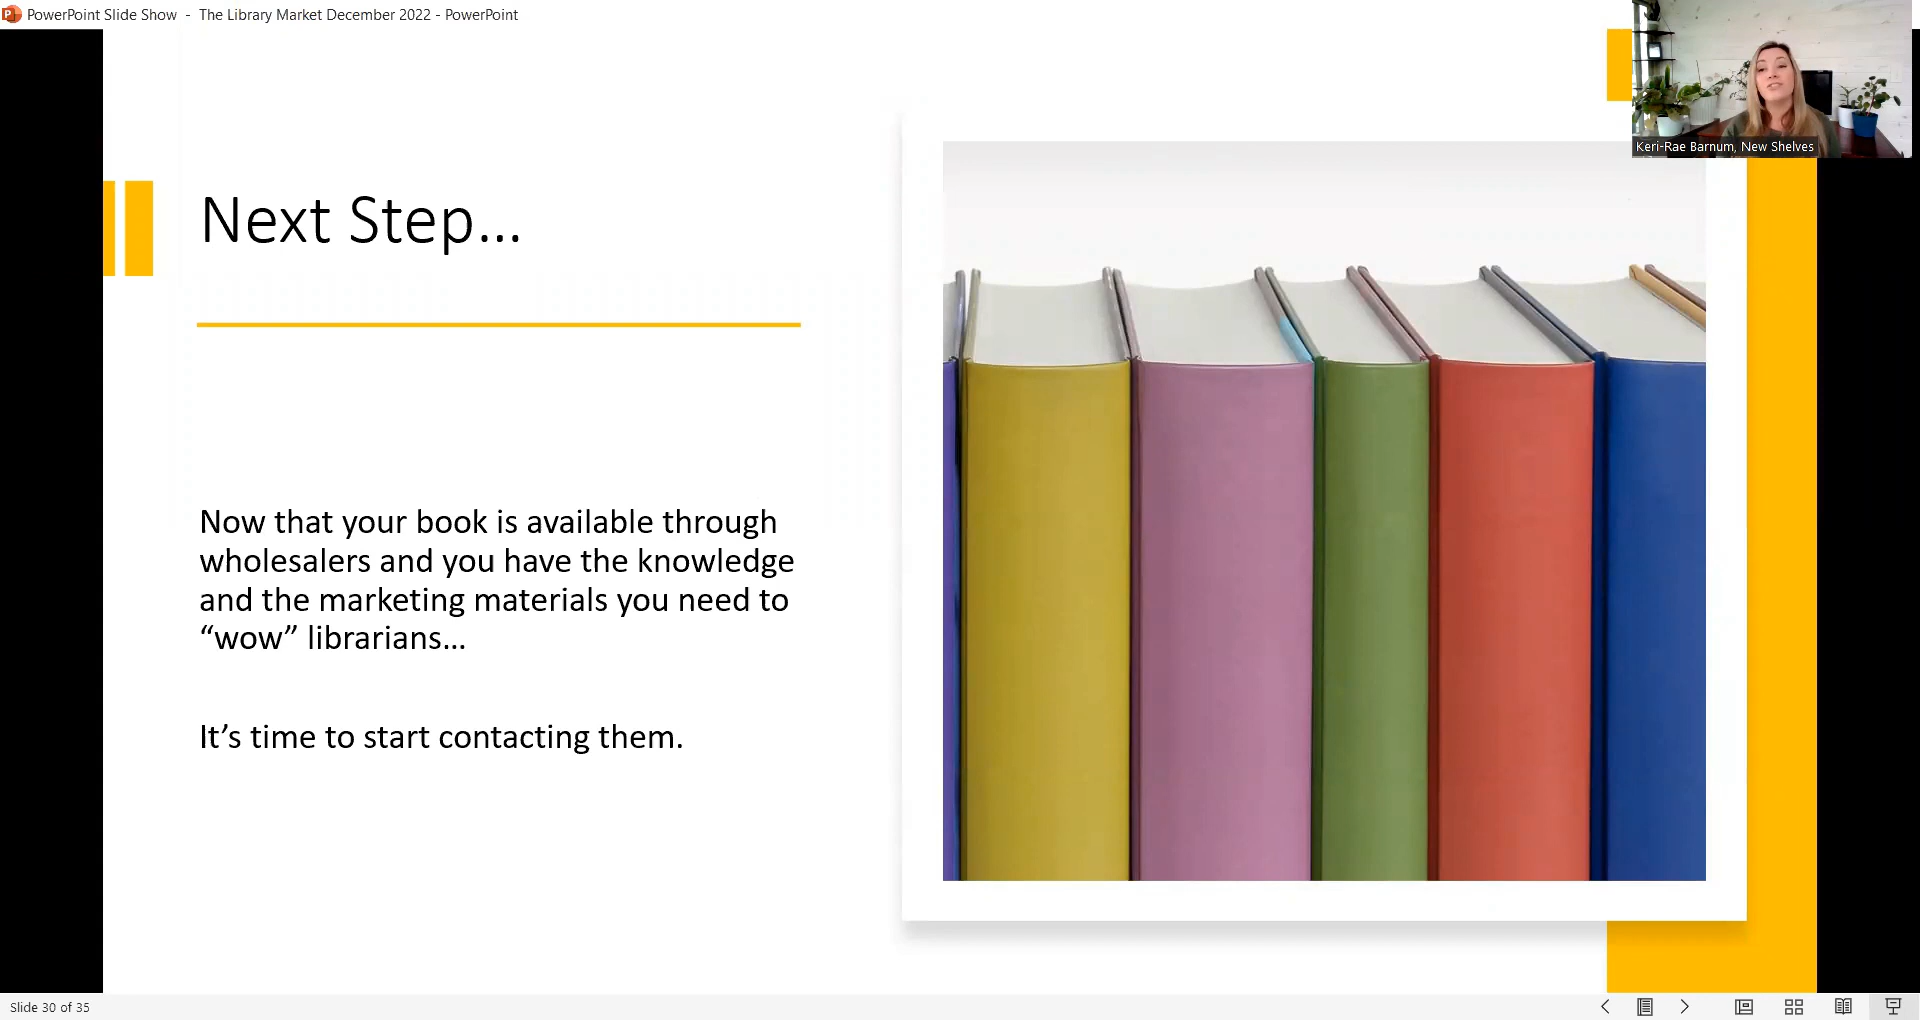 PowerPoint Slide Show - The Library Market December 2022 - PowerPoint
Keri-Rae Barnum, New Shelves
Next Step...
Now that your book is available through
wholesalers and you have the knowledge
and the marketing materials you need to
“wow” librarians...
It’s time to start contacting them.
Slide 30 of 35